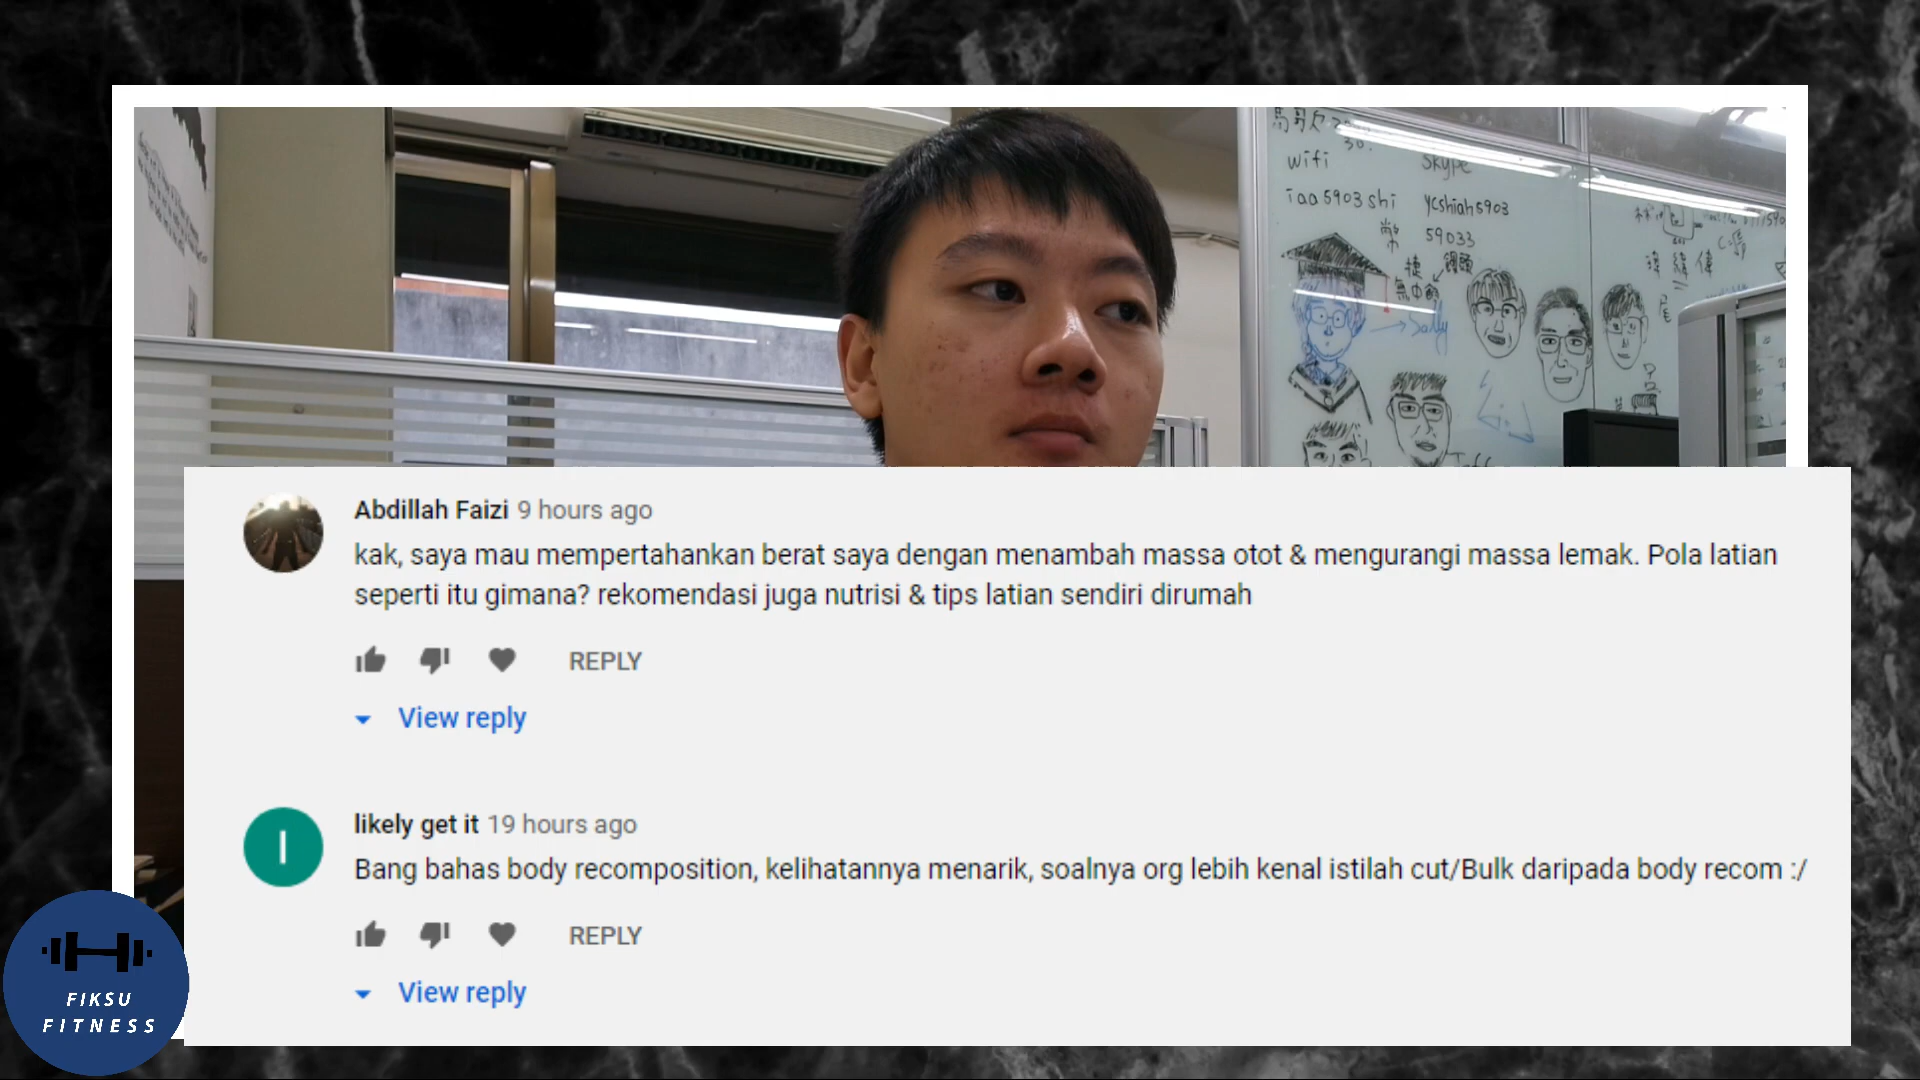 wifi
Skype
iaa5903shi
ycshiah5903
59033
Sally
Abdillah Faizi 9 hours ago
kak, saya mau mempertahankan berat saya dengan menambah massa otot & mengurangi massa lemak. Pola latian
seperti itu gimana? rekomendasi juga nutrisi & tips latian sendiri dirumah
REPLY
View reply
I
likely get it 19 hours ago
Bang bahas body recomposition, kelihatannya menarik, soalnya org lebih kenal istilah cut/Bulk daripada body recom :/
REPLY
View reply
FIKSU
FITNESS